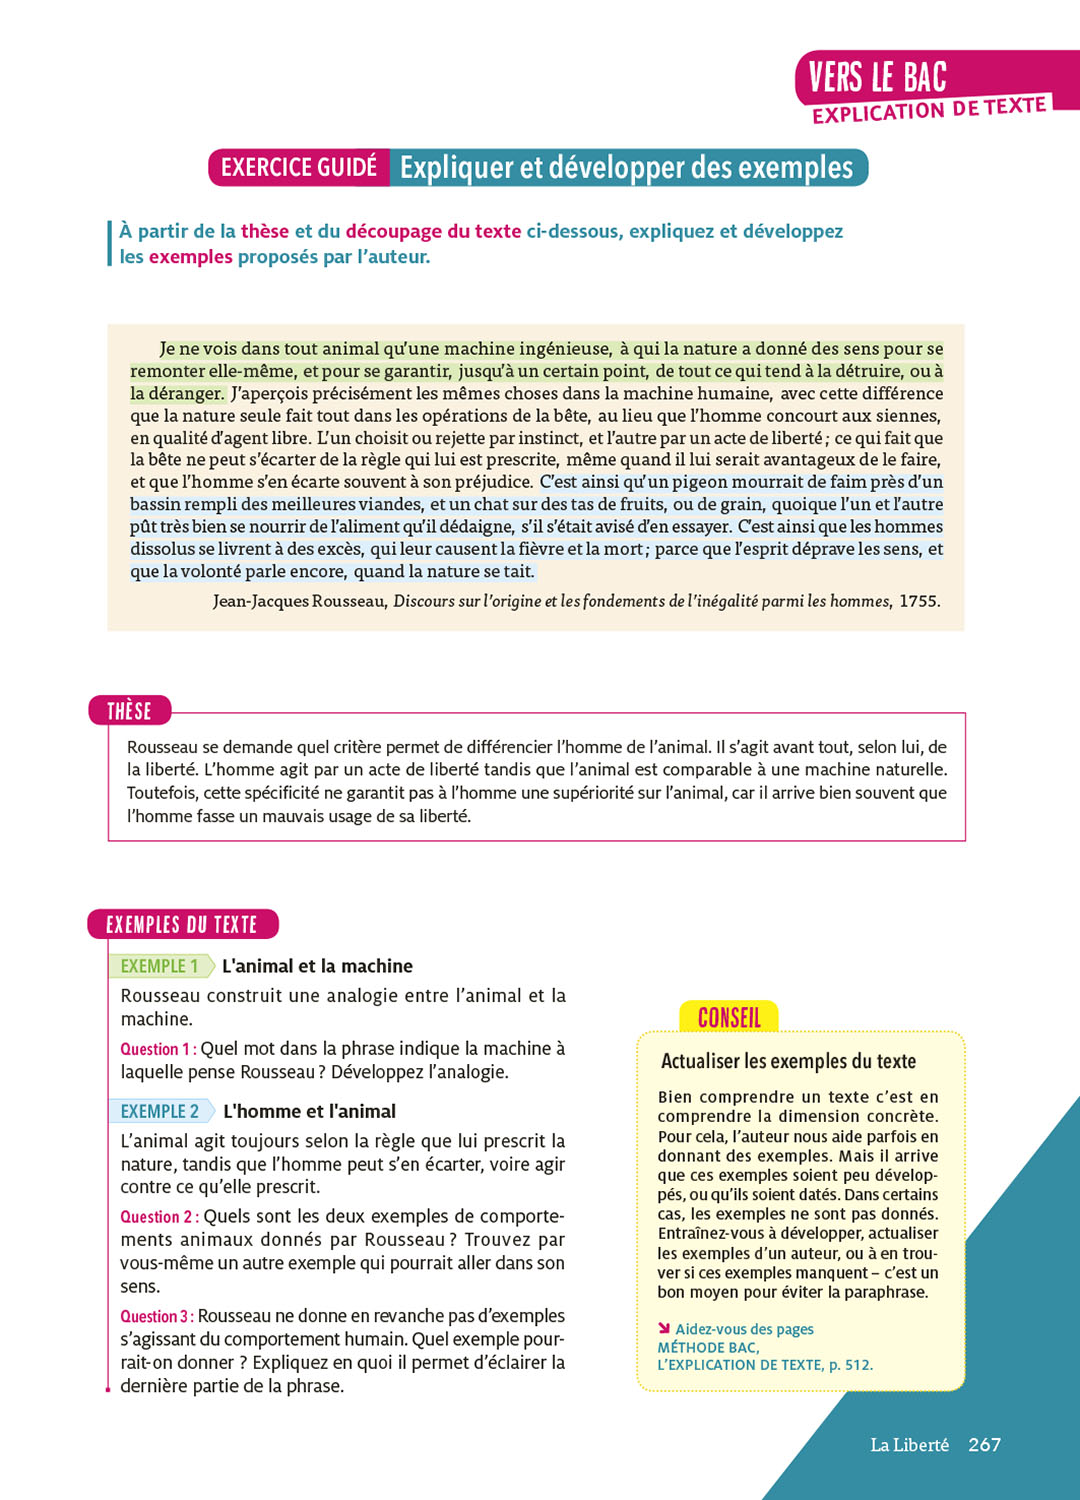 VERS LE BAC
EXPLICATION DE TEXTE
EXERCICE GUIDÉ Expliquer et développer des exemples
À partir de la thèse et du découpage du texte ci-dessous, expliquez et développez
les exemples proposés par l'auteur.
Je ne vois dans tout animal qu'une machine ingénieuse, à qui la nature a donné des sens pour se
remonter elle-même, et pour se garantir, jusqu'à un certain point, de tout ce qui tend à la détruire, ou à
la déranger. J'aperçois précisément les mêmes choses dans la machine humaine, avec cette différence
que la nature seule fait tout dans les opérations de la bête, au lieu que l'homme concourt aux siennes,
en qualité d'agent libre. L'un choisit ou rejette par instinct, et l'autre par un acte de liberté ; ce qui fait que
la bête ne peut s'écarter de la règle qui lui est prescrite, même quand il lui serait avantageux de le faire,
et que l'homme s'en écarte souvent à son préjudice. C'est ainsi qu'un pigeon mourrait de faim près d'un
bassin rempli des meilleures viandes, et un chat sur des tas de fruits, ou de grain, quoique l'un et l'autre
pût très bien se nourrir de l'aliment qu'il dédaigne, s'il s'était avisé d'en essayer. C'est ainsi que les hommes
dissolus se livrent à des excès, qui leur causent la fièvre et la mort ; parce que l'esprit déprave les sens, et
que la volonté parle encore, quand la nature se tait.
Jean-Jacques Rousseau, Discours sur l'origine et les fondements de l'inégalité parmi les hommes, 1755.
THÈSE
Rousseau se demande quel critère permet de différencier l'homme de l'animal. Il s'agit avant tout, selon lui, de
la liberté. L'homme agit par un acte de liberté tandis que l'animal est comparable à une machine naturelle.
Toutefois, cette spécificité ne garantit pas à l'homme une supériorité sur l'animal, car il arrive bien souvent que
l'homme fasse un mauvais usage de sa liberté.
EXEMPLES DU TEXTE
EXEMPLE 1 L'animal et la machine
Rousseau construit une analogie entre l'animal et la
machine.
Question 1 : Quel mot dans la phrase indique la machine à
laquelle pense Rousseau ? Développez l'analogie.
EXEMPLE 2 L'homme et l'animal
L'animal agit toujours selon la règle que lui prescrit la
nature, tandis que l'homme peut s'en écarter, voire agir
contre ce qu'elle prescrit.
Question 2 : Quels sont les deux exemples de comporte-
ments animaux donnés par Rousseau ? Trouvez par
vous-même un autre exemple qui pourrait aller dans son
sens.
Question 3 : Rousseau ne donne en revanche pas d'exemples
s'agissant du comportement humain. Quel exemple pour-
rait-on donner ? Expliquez en quoi il permet d'éclairer la
dernière partie de la phrase.
CONSEIL
Actualiser les exemples du texte
Bien comprendre un texte c'est en
comprendre la dimension concrète.
Pour cela, l'auteur nous aide parfois en
donnant des exemples. Mais il arrive
que ces exemples soient peu dévelop-
pés, ou qu'ils soient datés. Dans certains
cas, les exemples ne sont pas donnés.
Entraînez-vous à développer, actualiser
les exemples d'un auteur, ou à en trou-
ver si ces exemples manquent – c'est un
bon moyen pour éviter la paraphrase.
Aidez-vous des pages
MÉTHODE BAC,
L'EXPLICATION DE TEXTE, p. 512.
La Liberté 267